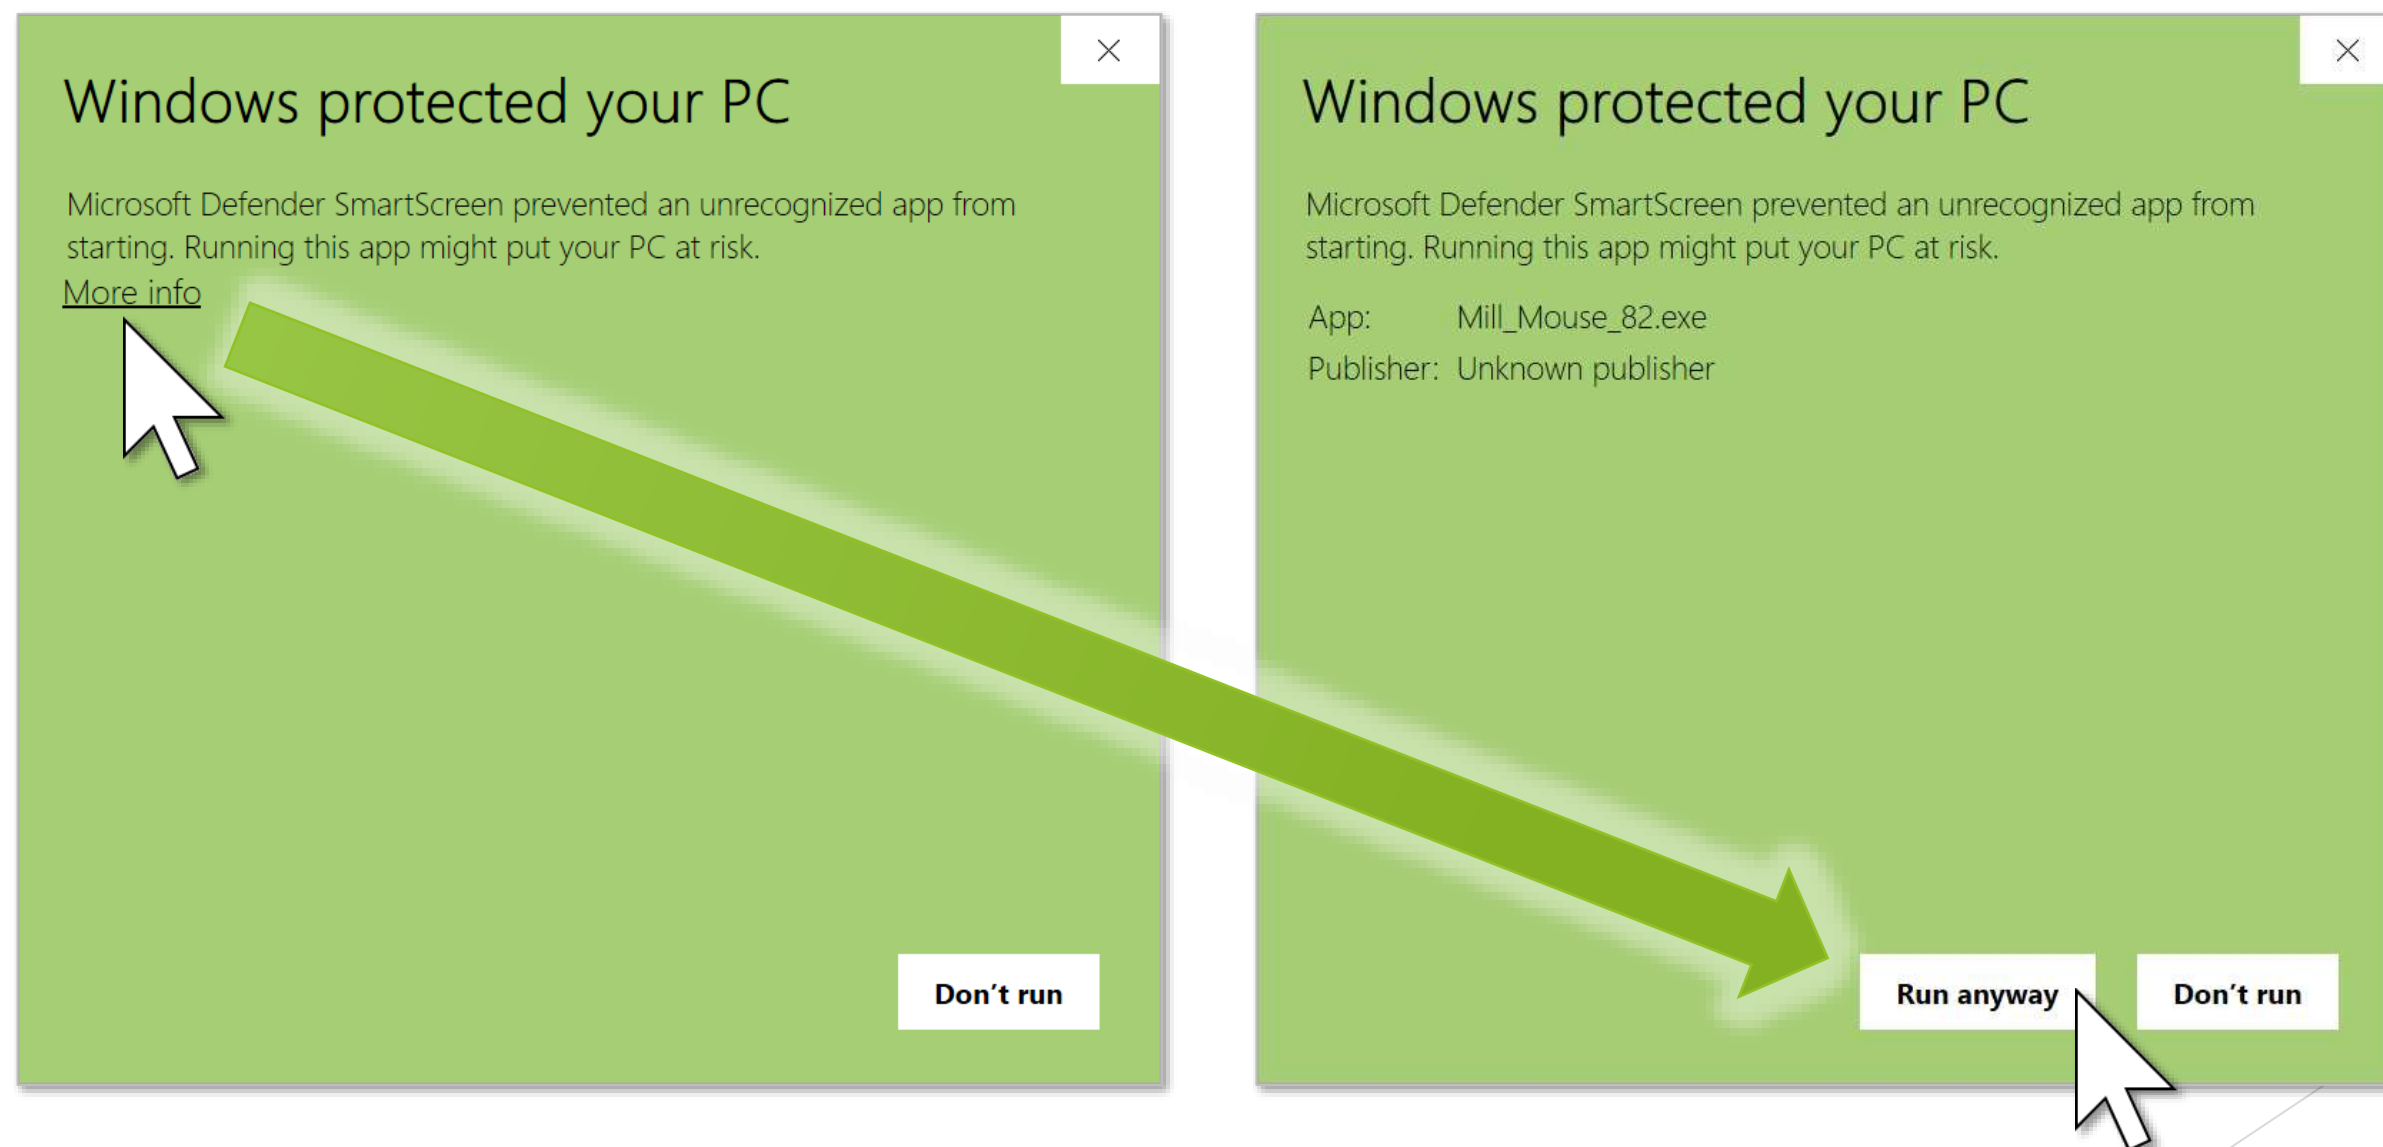 Windows protected your PC
Microsoft Defender SmartScreen prevented an unrecognized app from
starting. Running this app might put your PC at risk.
More info
Don't run
Windows protected your PC
Microsoft Defender SmartScreen prevented an unrecognized app from
starting. Running this app might put your PC at risk.
App: Mill_Mouse_82.exe
Publisher: Unknown publisher
Run anyway Don't run